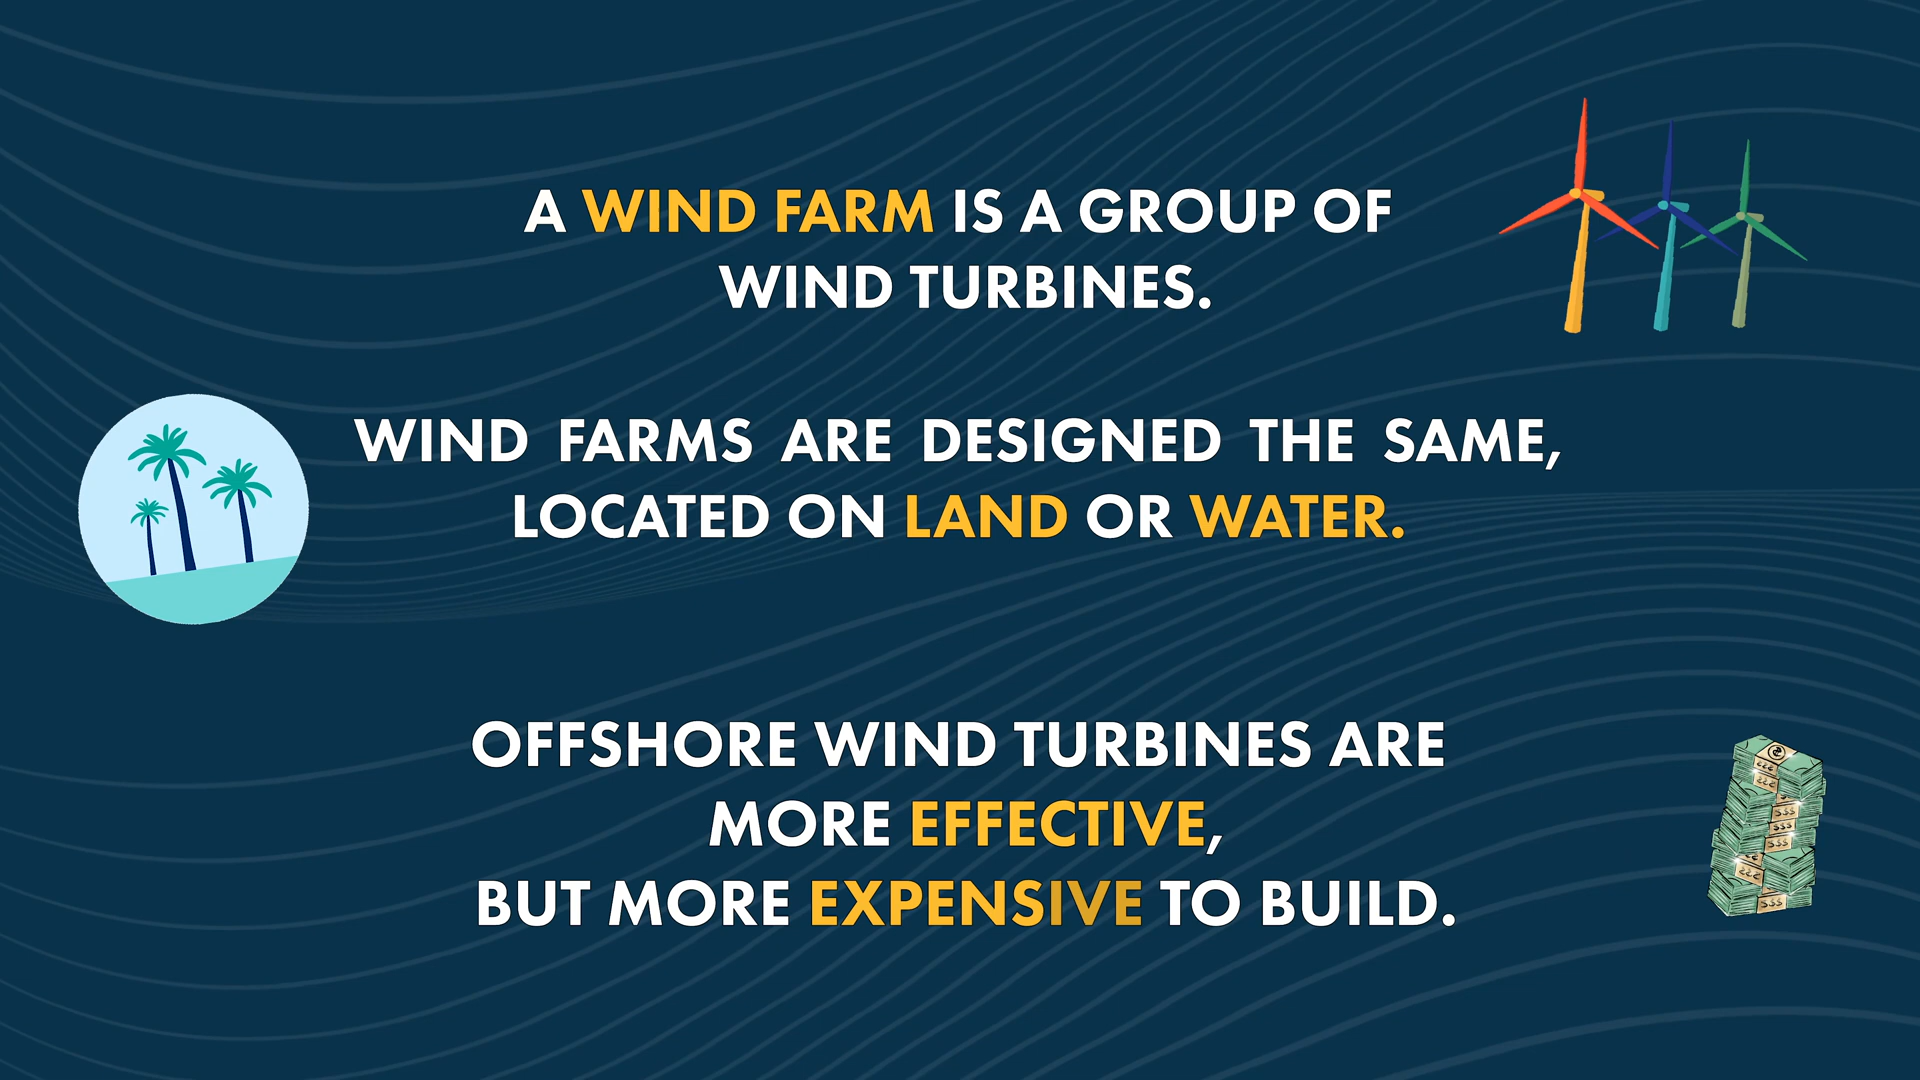 A WIND FARM IS A GROUP OF
WIND TURBINES.
WIND FARMS ARE DESIGNED THE SAME,
LOCATED ON LAND OR WATER.
OFFSHORE WIND TURBINES ARE
MORE EFFECTIVE,
BUT MORE EXPENSIVE TO BUILD.